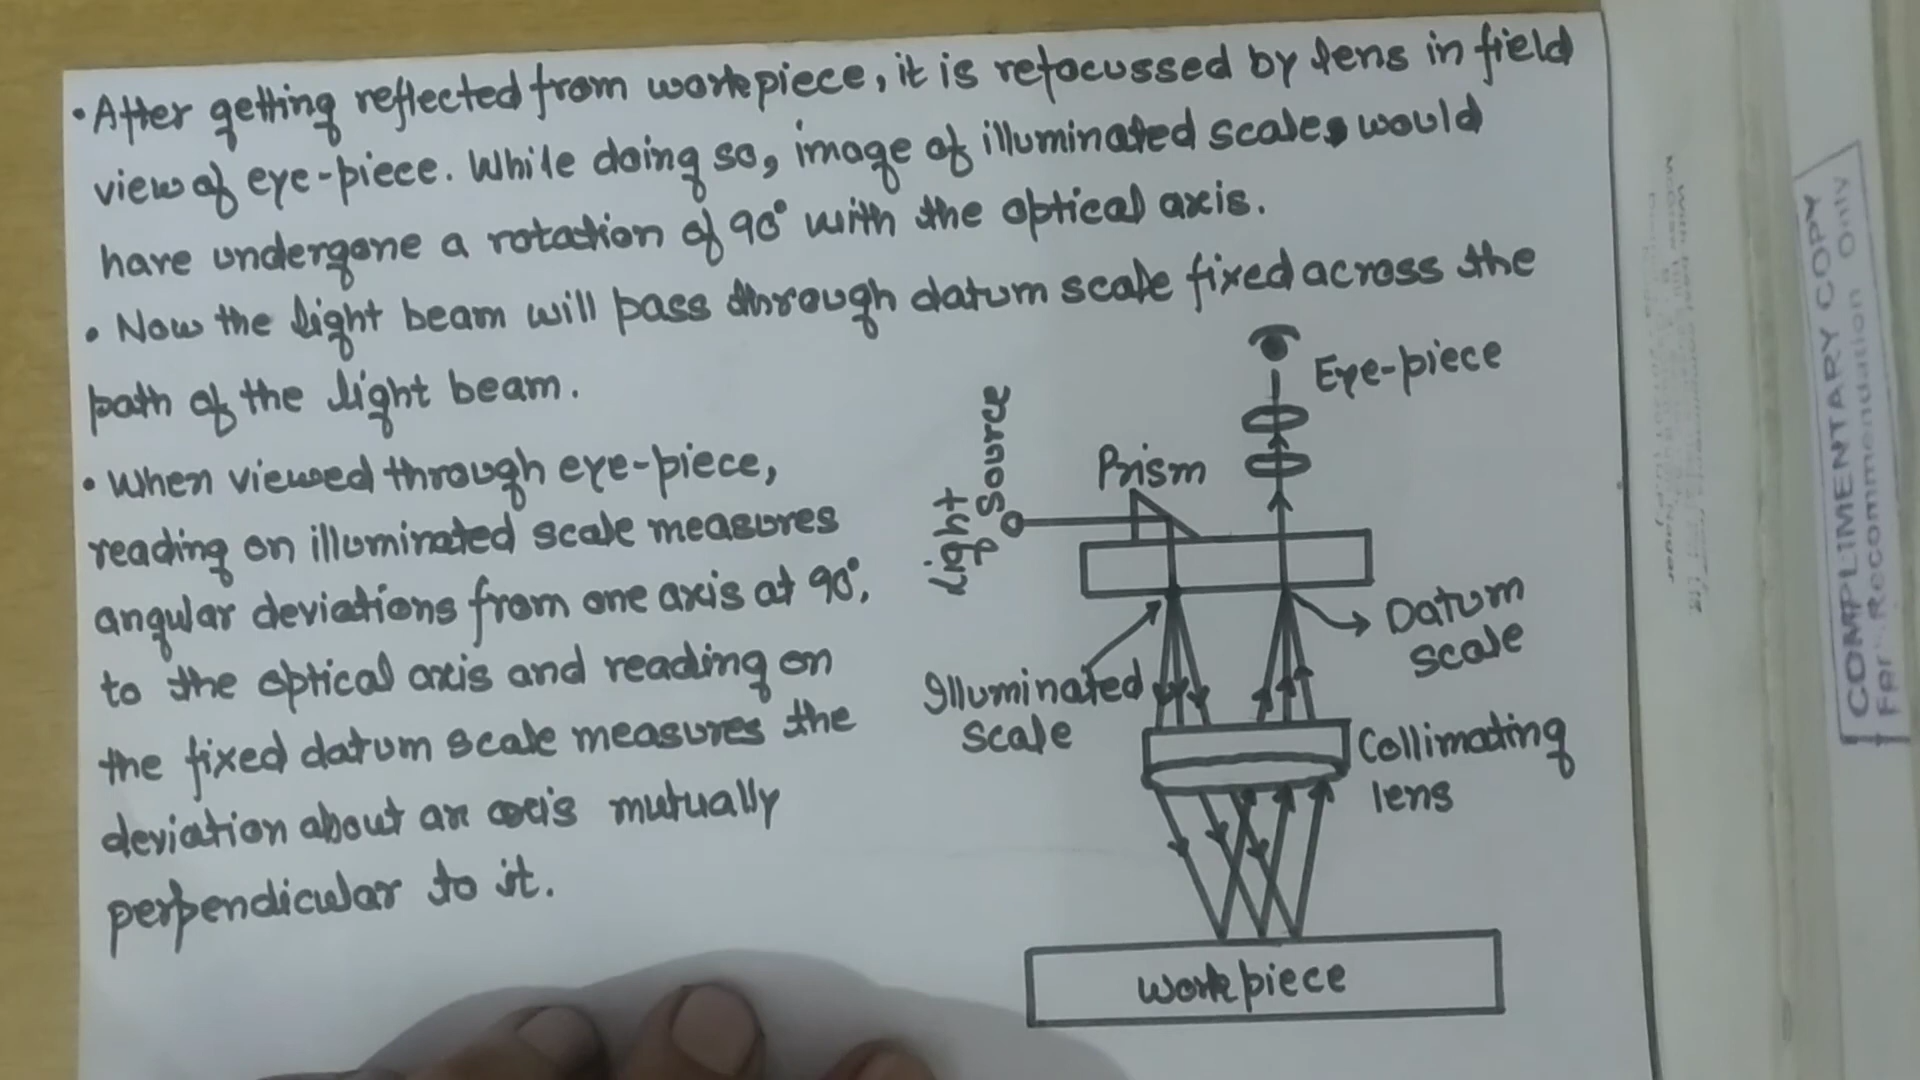 • After getting reflected from workpiece, it is refocussed by lens in field
view of eye-piece. While doing so, image of illuminated scale, would
have undergone a rotation of 90° with the optical axis.
• Now the light beam will pass through datum scale fixed across the
path of the light beam.
• When viewed through eye-piece,
reading on illuminated scale measures
angular deviations from one axis at 90°,
to the optical axis and reading on
the fixed datum scale measures the
deviation about an axis mutually
perpendicular to it.
Eye-piece
Light
Source
Prism
Datum
scale
Illuminated
scale
Collimating
lens
workpiece
COMPLIMENTARY COPY
For Recommendation Only